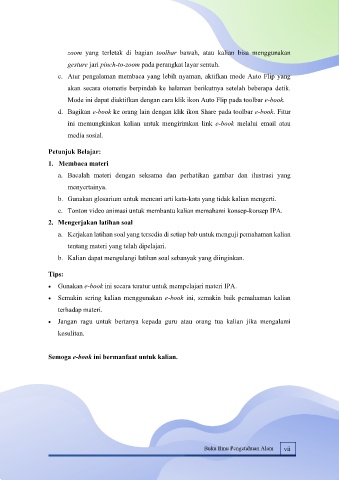 zoom yang terletak di bagian toolbar bawah, atau kalian bisa menggunakan
gesture jari pinch-to-zoom pada perangkat layar sentuh.
c. Atur pengalaman membaca yang lebih nyaman, aktifkan mode Auto Flip yang
akan secara otomatis berpindah ke halaman berikutnya setelah beberapa detik.
Mode ini dapat diaktifkan dengan cara klik ikon Auto Flip pada toolbar e-book.
d. Bagikan e-book ke orang lain dengan klik ikon Share pada toolbar e-book. Fitur
ini memungkinkan kalian untuk mengirimkan link e-book melalui email atau
media sosial.
Petunjuk Belajar:
1. Membaca materi
a. Bacalah materi dengan seksama dan perhatikan gambar dan ilustrasi yang
menyertainya.
b. Gunakan glosarium untuk mencari arti kata-kata yang tidak kalian mengerti.
c. Tonton video animasi untuk membantu kalian memahami konsep-konsep IPA.
2. Mengerjakan latihan soal
a. Kerjakan latihan soal yang tersedia di setiap bab untuk menguji pemahaman kalian
tentang materi yang telah dipelajari.
b. Kalian dapat mengulangi latihan soal sebanyak yang diinginkan.
Tips:
• Gunakan e-book ini secara teratur untuk mempelajari materi IPA.
• Semakin sering kalian menggunakan e-book ini, semakin baik pemahaman kalian
terhadap materi.
• Jangan ragu untuk bertanya kepada guru atau orang tua kalian jika mengalami
kesulitan.
Semoga e-book ini bermanfaat untuk kalian.
Buku Ilmu Pengetahuan Alam vii